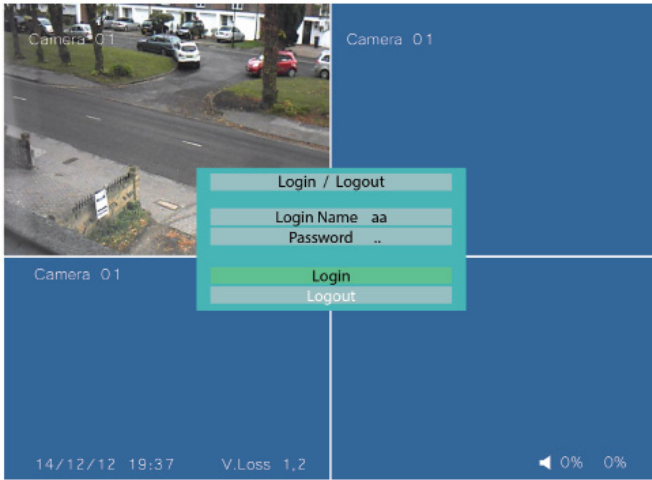 Camera 01
Camera 01
Login / Logout
Login Name aa
Password ..
Camera 01
Login
Logout
14/12/12 19:37 V.Loss 1,2
0% 0%